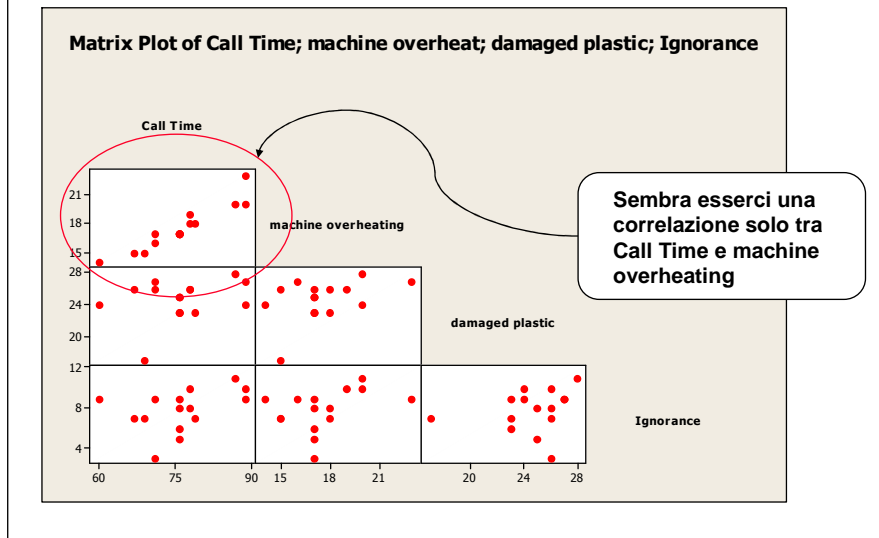 Matrix Plot of Call Time; machine overheat; damaged plastic; Ignorance
Call Time
21
18
15
machine overheating
Sembra esserci una
correlazione solo tra
Call Time e machine
overheating
28
24
20
damaged plastic
12
8
4
Ignorance
60 75 90 15 18 21 20 24 28